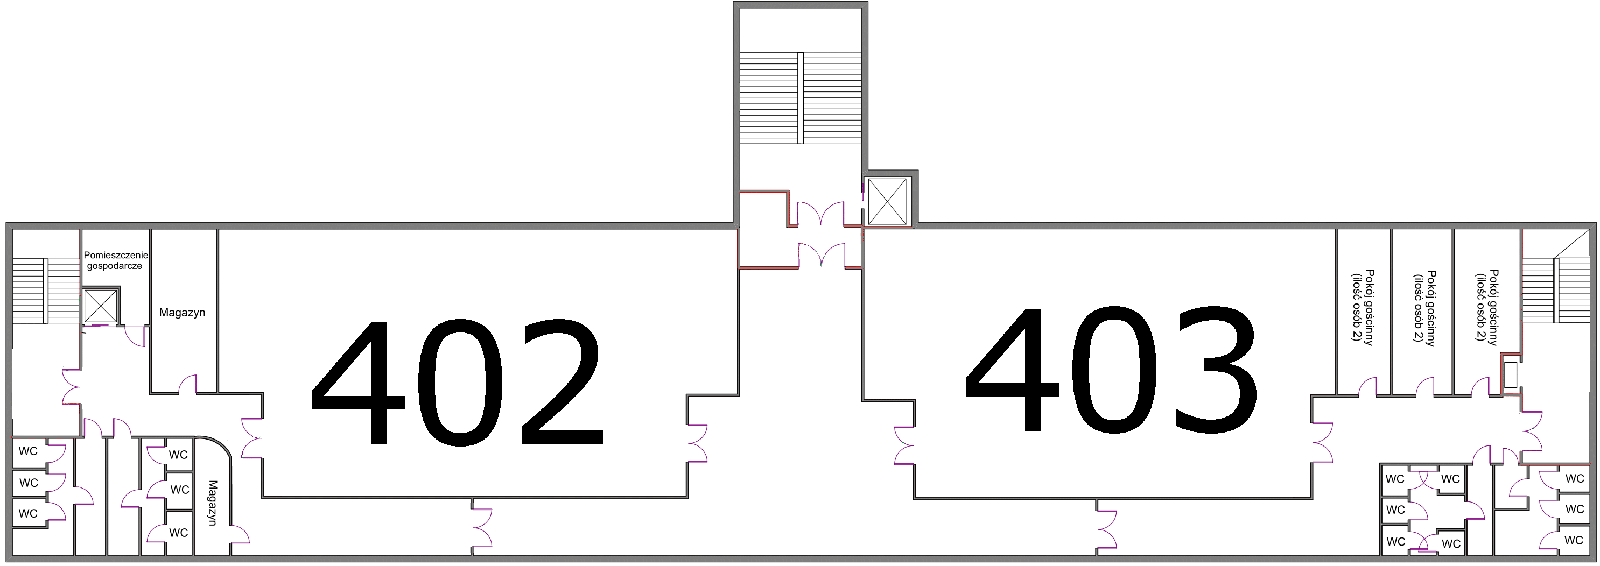 Pomieszczenie
gospodarcze
Magazyn
402
403
Pokój gościnny
(ilość osób 2)
Pokój gościnny
(ilość osób 2)
Pokój gościnny
(ilość osób 2)
WC
WC
WC
WC
WC
WC
Magazyn
WC
WC
WC
WC
WC
WC
WC
WC